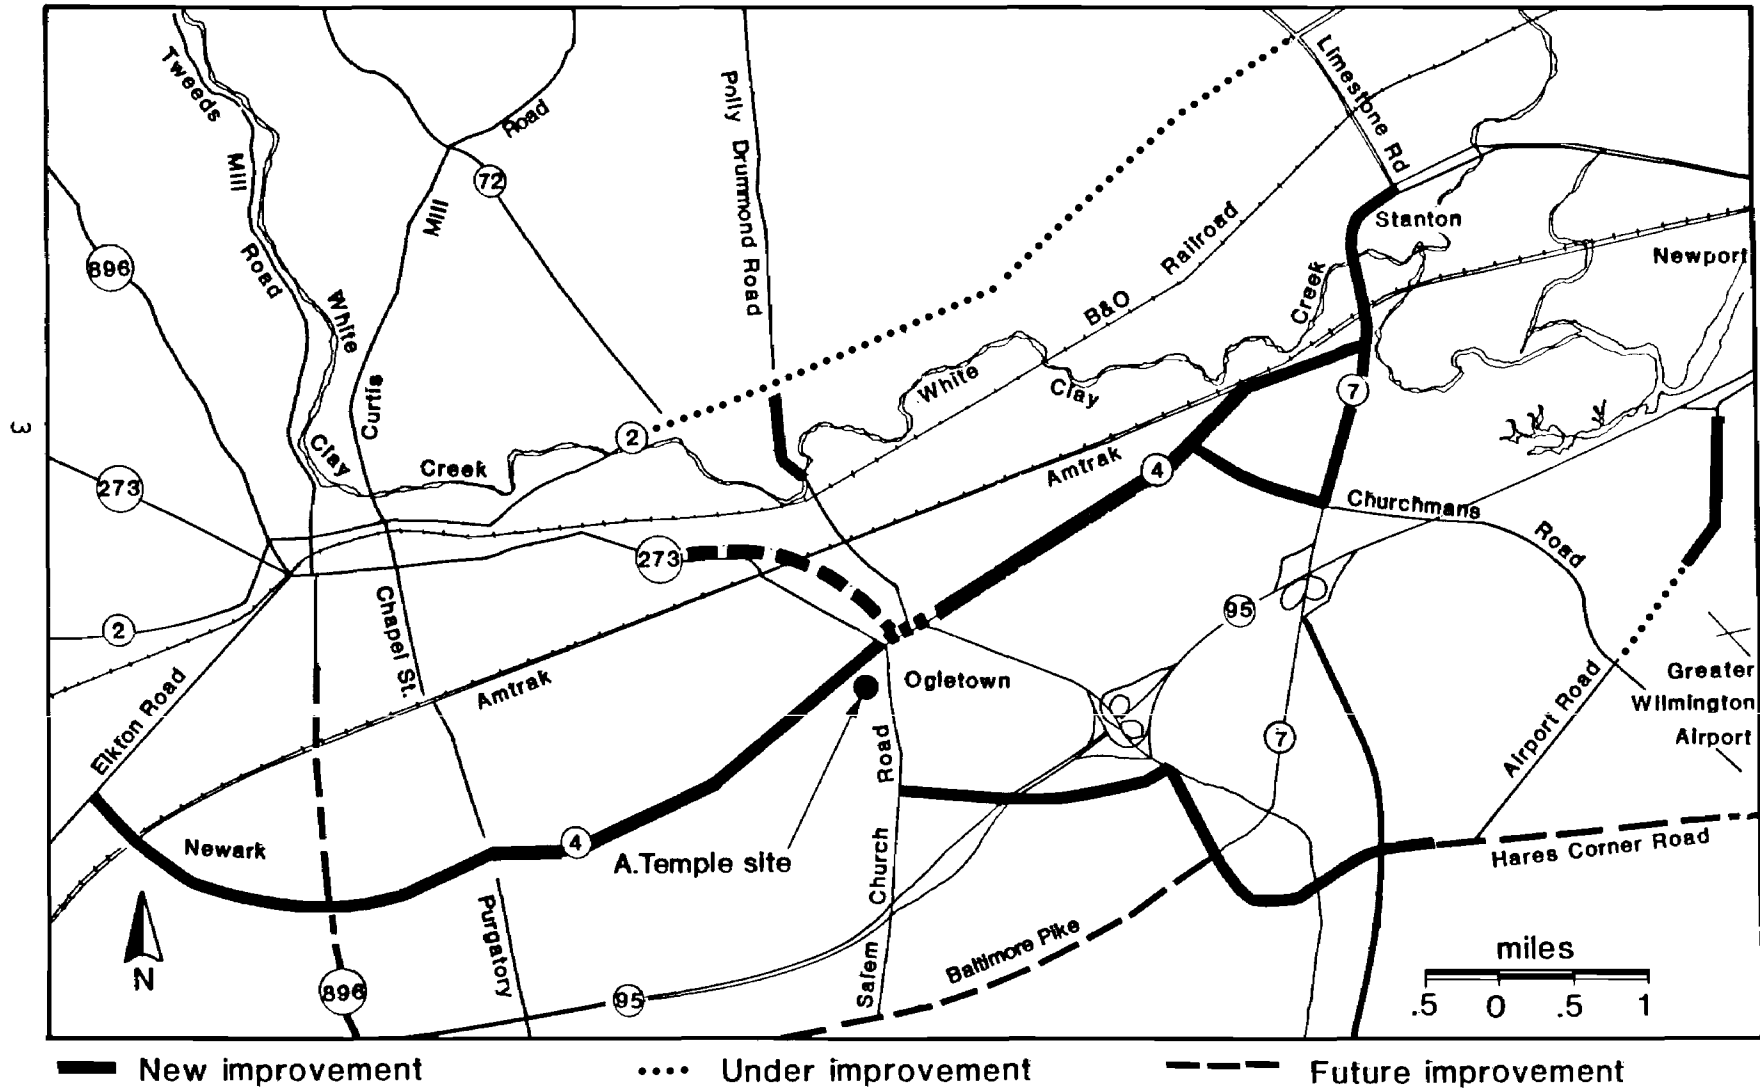 Tweeds
Mill
Road
Mill
Road
72
Polly Drummond Road
Limestone Rd
Stanton
Newport
896
White
Clay
Creek
Curtis
2
White
Clay
Creek
B&O
Railroad
7
273
Amtrak
4
Churchmans
Road
273
95
2
Chapel St.
Amtrak
Ogletown
Elkton Road
Road
7
Airport Road
Greater
Wilmington
Airport
Newark
4
A.Temple site
Church
Hares Corner Road
N
Purgatory
Salem
Baltimore Pike
miles
896
95
.5 0 .5 1
3
New improvement
Under improvement
Future improvement